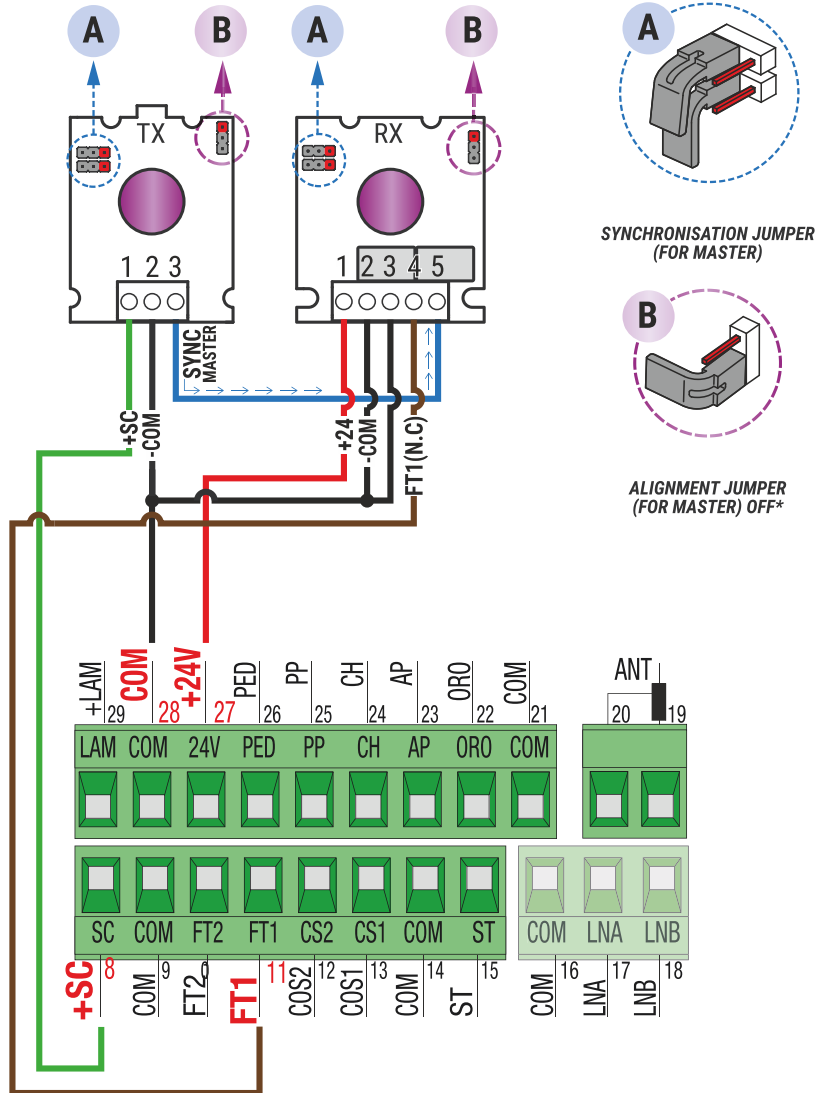 A
B
A
B
A
TX
RX
1 2 3
1 2 3 4 5
SYNCHRONISATION JUMPER
(FOR MASTER)
B
SYNC
MASTER
+SC
-COM
+24
-COM
FT1(N.C)
ALIGNMENT JUMPER
(FOR MASTER) OFF*
+LAM
COM
+24V
PED
PP
CH
AP
ORO
COM
ANT
29 28 27 26 25 24 23 22 21 20 19
LAM COM 24V PED PP CH AP ORO COM
SC COM FT2 FT1 CS2 CS1 COM ST COM LNA LNB
8 9 0 11 12 13 14 15 16 17 18
+SC
COM
FT2
FT1
COS2
COS1
COM
ST
COM
LNA
LNB